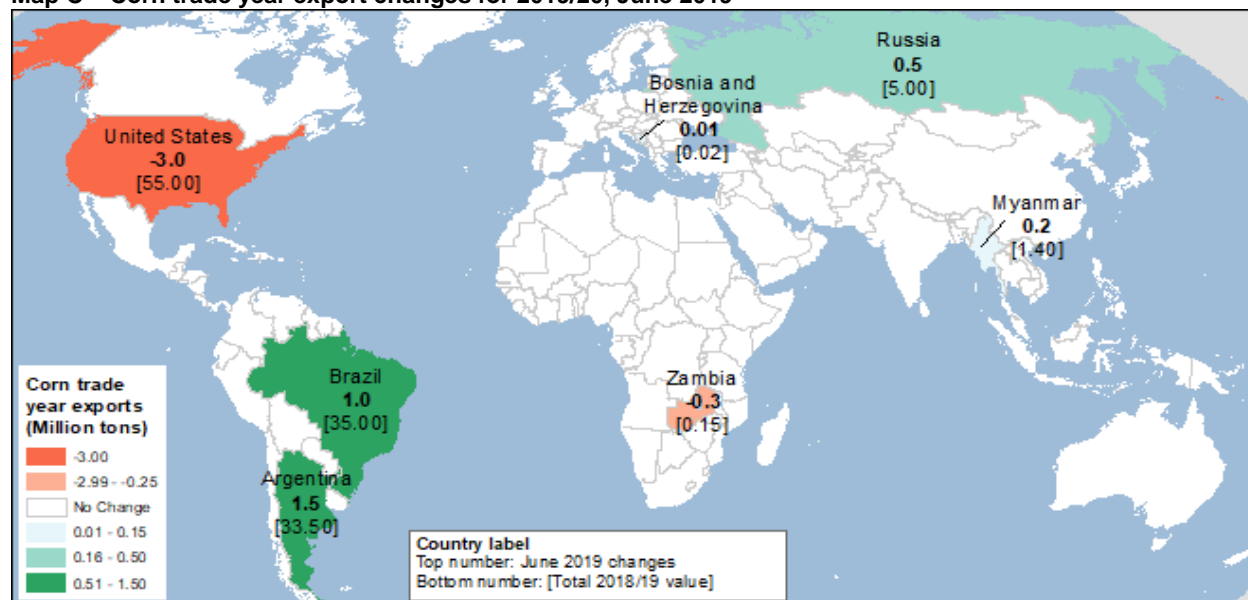 Russia
0.5
[5.00]
Bosnia and
Herzegovina
0.01
[0.02]
United States
-3.0
[55.00]
Myanmar
0.2
[1.40]
Brazil
1.0
[35.00]
Zambia
-0.3
[0.15]
Argentina
1.5
[33.50]
Corn trade
year exports
(Million tons)
-3.00
-2.99 - -0.25
No Change
0.01 - 0.15
0.16 - 0.50
0.51 - 1.50
Country label
Top number: June 2019 changes
Bottom number: [Total 2018/19 value]